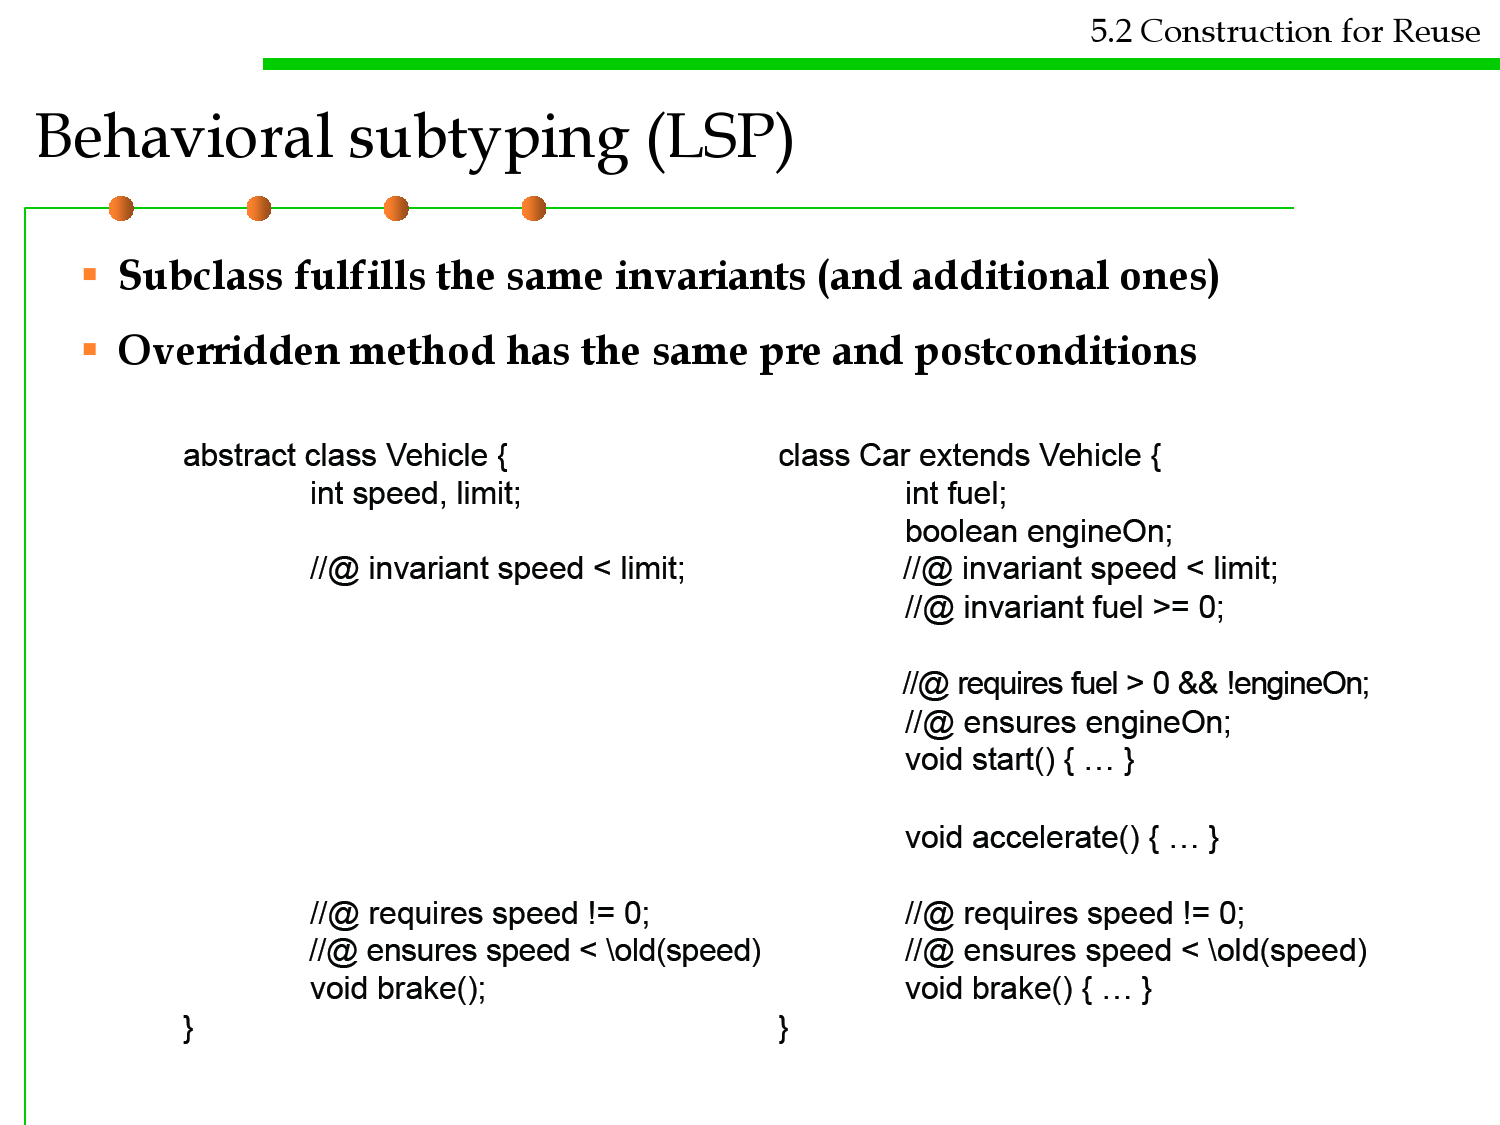 5.2 Construction for Reuse
Behavioral subtyping (LSP)
Subclass fulfills the same invariants (and additional ones)
Overridden method has the same pre and postconditions
abstract class Vehicle {
int speed, limit;
//@ invariant speed < limit;
//@ requires speed != 0;
//@ ensures speed < \old(speed)
void brake();
}
class Car extends Vehicle {
int fuel;
boolean engineOn;
//@ invariant speed < limit;
//@ invariant fuel >= 0;
//@ requires fuel > 0 && !engineOn;
//@ ensures engineOn;
void start() { … }
void accelerate() { … }
//@ requires speed != 0;
//@ ensures speed < \old(speed)
void brake() { … }
}